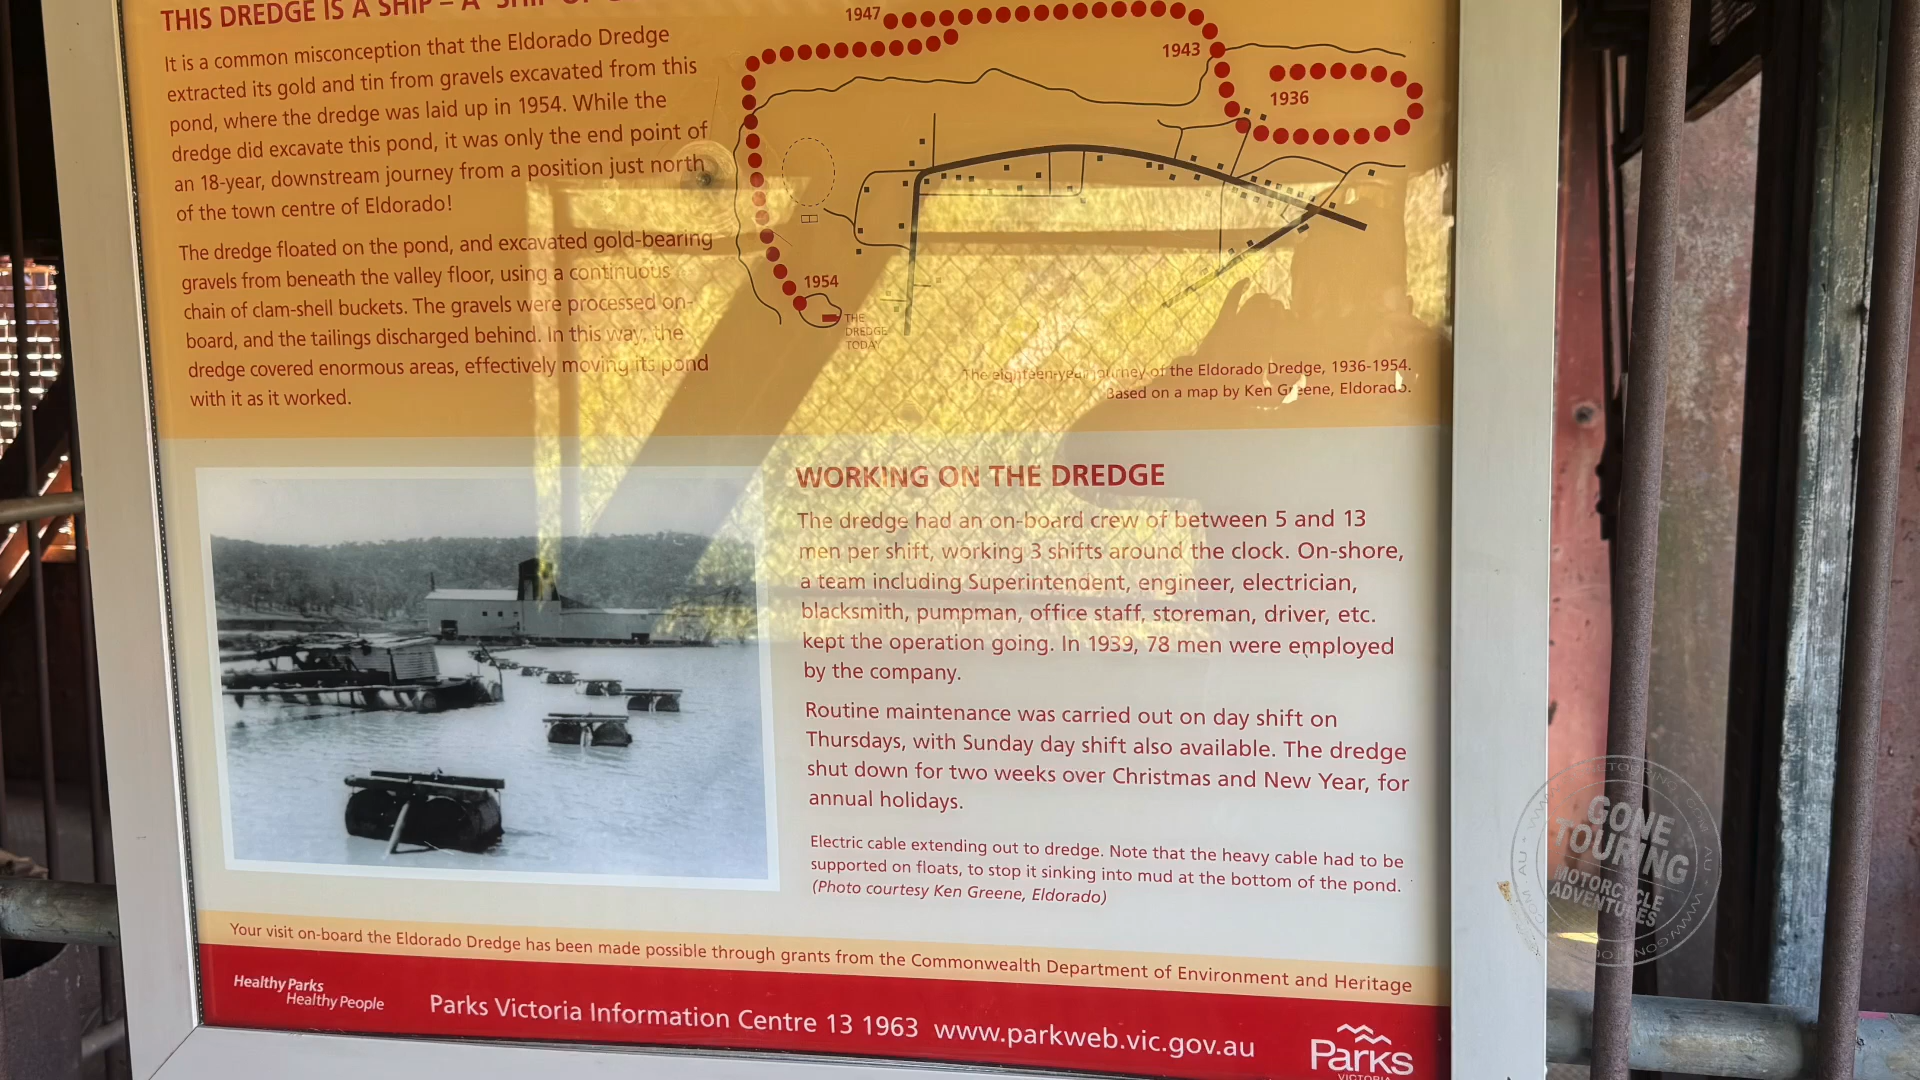 THIS DREDGE IS A SHIP – A 'SHIP OF
It is a common misconception that the Eldorado Dredge
extracted its gold and tin from gravels excavated from this
pond, where the dredge was laid up in 1954. While the
dredge did excavate this pond, it was only the end point of
an 18-year, downstream journey from a position just north
of the town centre of Eldorado!
The dredge floated on the pond, and excavated gold-bearing
gravels from beneath the valley floor, using a continuous
chain of clam-shell buckets. The gravels were processed on-
board, and the tailings discharged behind. In this way, the
dredge covered enormous areas, effectively moving its pond
with it as it worked.
1947
1943
1936
1954
THE
DREDGE
TODAY
The eighteen-year journey of the Eldorado Dredge, 1936-1954.
Based on a map by Ken Greene, Eldorado.
WORKING ON THE DREDGE
The dredge had an on-board crew of between 5 and 13
men per shift, working 3 shifts around the clock. On-shore,
a team including Superintendent, engineer, electrician,
blacksmith, pumpman, office staff, storeman, driver, etc.
kept the operation going. In 1939, 78 men were employed
by the company.
Routine maintenance was carried out on day shift on
Thursdays, with Sunday day shift also available. The dredge
shut down for two weeks over Christmas and New Year, for
annual holidays.
Electric cable extending out to dredge. Note that the heavy cable had to be
supported on floats, to stop it sinking into mud at the bottom of the pond.
(Photo courtesy Ken Greene, Eldorado)
Your visit on-board the Eldorado Dredge has been made possible through grants from the Commonwealth Department of Environment and Heritage
Healthy Parks
Healthy People
Parks Victoria Information Centre 13 1963 www.parkweb.vic.gov.au
Parks
VICTORIA
GONE
TOURING
MOTORCYCLE
ADVENTURES